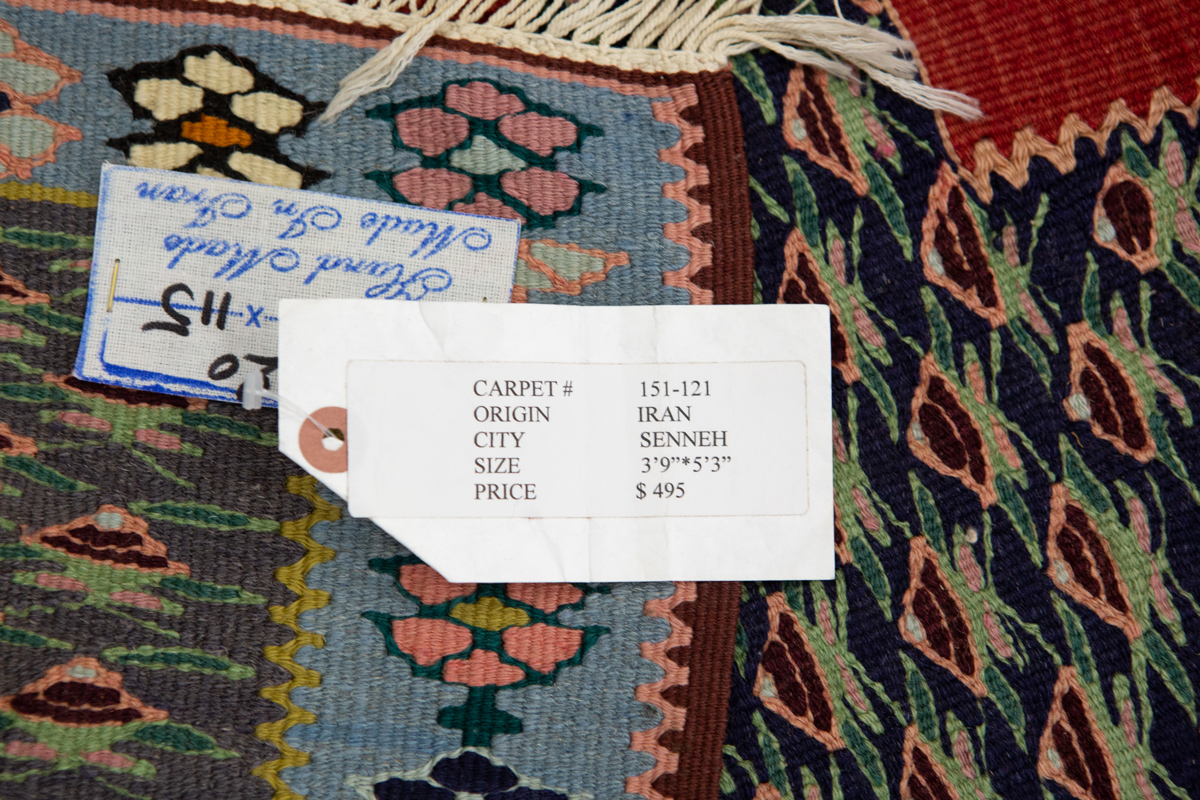 CARPET # 151-121
ORIGIN IRAN
CITY SENNEH
SIZE 3’9”*5’3”
PRICE $ 495
x 115
Hand Made
Made In Iran